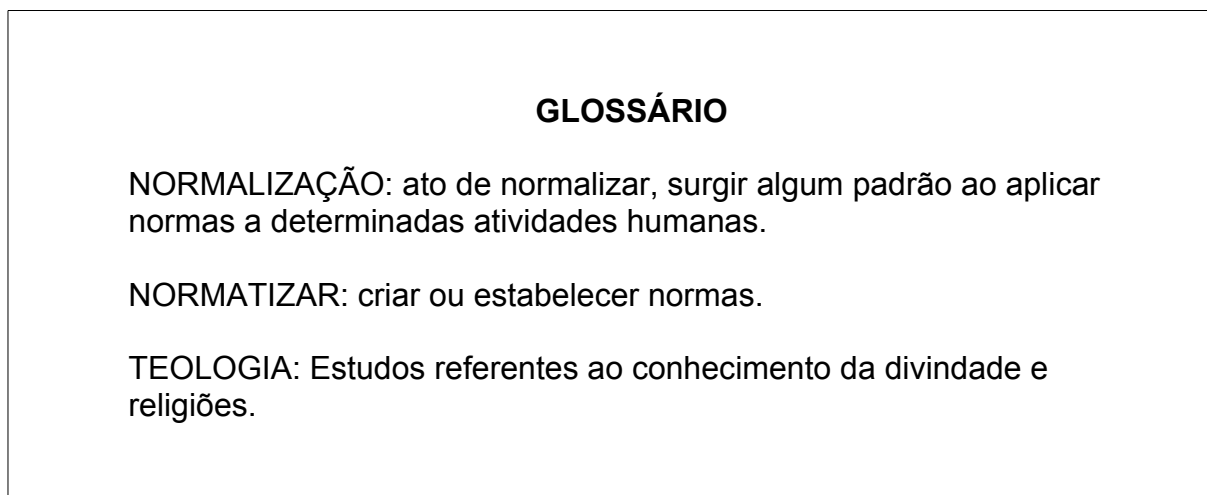 GLOSSÁRIO
NORMALIZAÇÃO: ato de normalizar, surgir algum padrão ao aplicar
normas a determinadas atividades humanas.
NORMATIZAR: criar ou estabelecer normas.
TEOLOGIA: Estudos referentes ao conhecimento da divindade e
religiões.